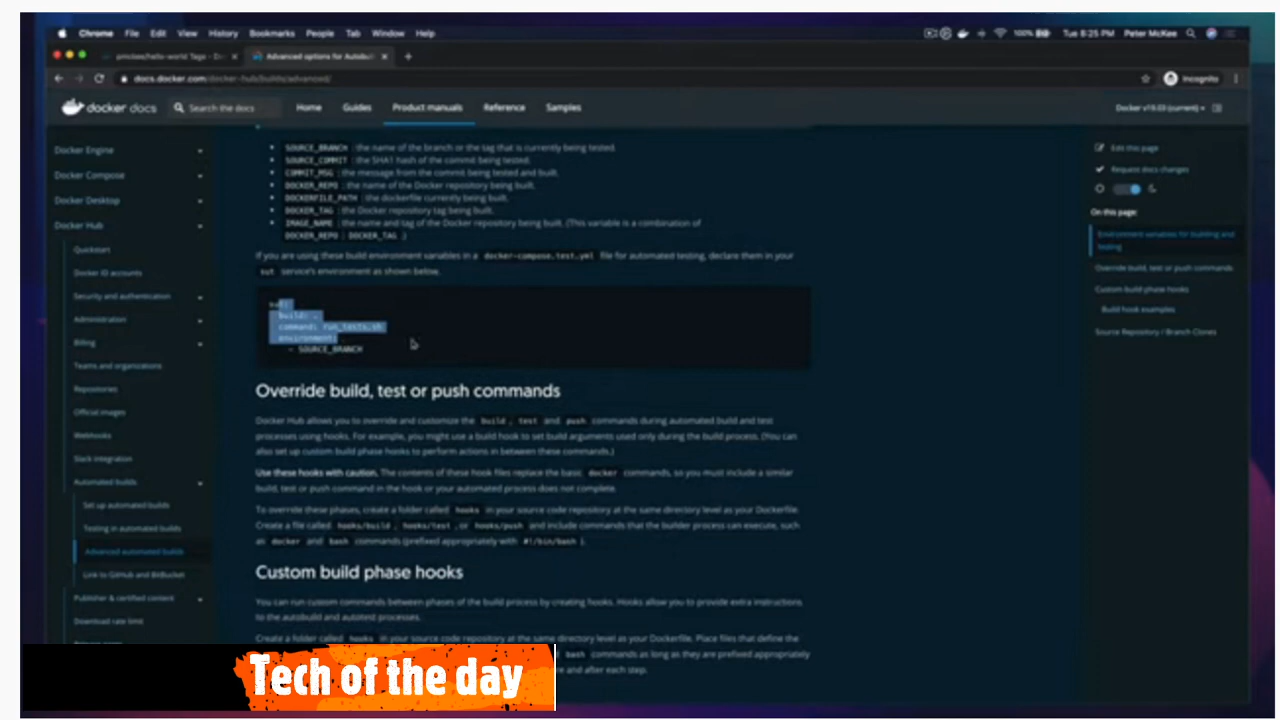 Chrome File Edit View History Bookmarks People Tab Window Help
100% Tue 8:25 PM Peter McKee
pmckee/hello-world Tags - Do
Advanced options for Autobuil
docs.docker.com/docker-hub/builds/advanced/
Incognito
docker docs
Search the docs
Home Guides Product manuals Reference Samples
Docker v19.03 (current)
Docker Engine
Docker Compose
Docker Desktop
Docker Hub
Quickstart
Docker ID accounts
Security and authentication
Administration
Billing
Teams and organizations
Repositories
Official images
Webhooks
Slack integration
Automated builds
Set up automated builds
Testing in automated builds
Advanced automated builds
Link to GitHub and BitBucket
Publisher & certified content
Download rate limit
SOURCE_BRANCH : the name of the branch or the tag that is currently being tested.
SOURCE_COMMIT : the SHA1 hash of the commit being tested.
COMMIT_MSG : the message from the commit being tested and built.
DOCKER_REPO : the name of the Docker repository being built.
DOCKERFILE_PATH : the dockerfile currently being built.
DOCKER_TAG : the Docker repository tag being built.
IMAGE_NAME : the name and tag of the Docker repository being built. (This variable is a combination of
DOCKER_REPO : DOCKER_TAG .)
If you are using these build environment variables in a docker-compose.test.yml file for automated testing, declare them in your
sut service's environment as shown below.
sut:
build: .
command: run_tests.sh
environment:
- SOURCE_BRANCH
Override build, test or push commands
Docker Hub allows you to override and customize the build , test and push commands during automated build and test
processes using hooks. For example, you might use a build hook to set build arguments used only during the build process. (You can
also set up custom build phase hooks to perform actions in between these commands.)
Use these hooks with caution. The contents of these hook files replace the basic docker commands, so you must include a similar
build, test or push command in the hook or your automated process does not complete.
To override these phases, create a folder called hooks in your source code repository at the same directory level as your Dockerfile.
Create a file called hooks/build , hooks/test , or hooks/push and include commands that the builder process can execute, such
as docker and bash commands (prefixed appropriately with #!/bin/bash ).
Custom build phase hooks
You can run custom commands between phases of the build process by creating hooks. Hooks allow you to provide extra instructions
to the autobuild and autotest processes.
Create a folder called hooks in your source code repository at the same directory level as your Dockerfile. Place files that define the
bash commands as long as they are prefixed appropriately
re and after each step.
Edit this page
Request docs changes
On this page:
Environment variables for building and
testing
Override build, test or push commands
Custom build phase hooks
Build hook examples
Source Repository / Branch Clones
Tech of the day